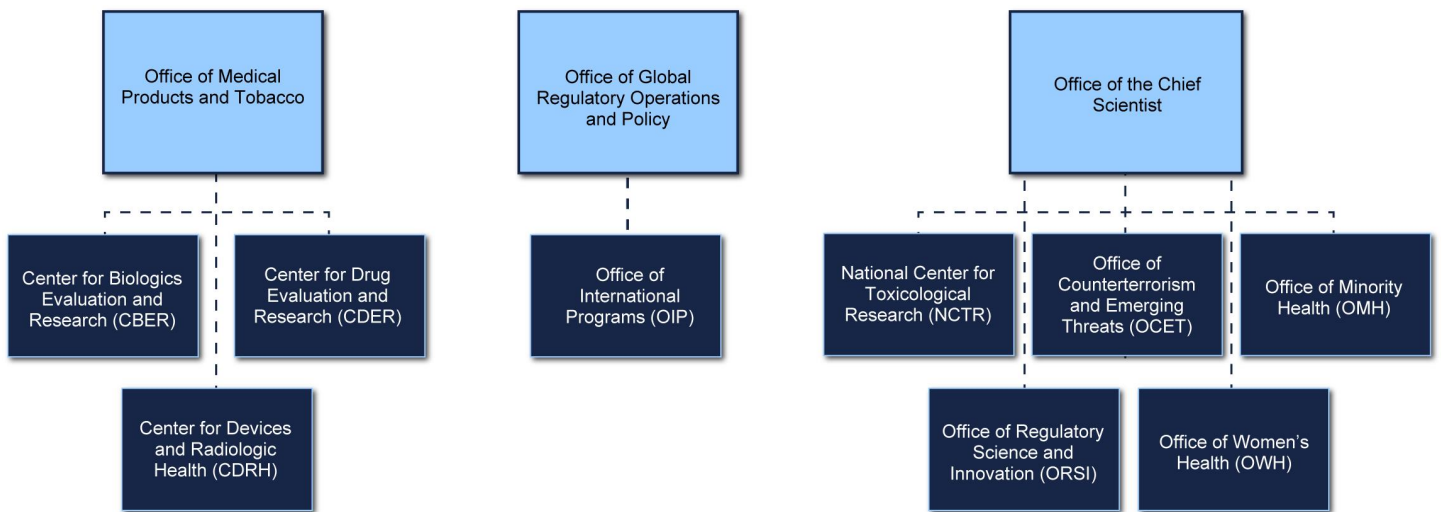 Office of Medical
Products and Tobacco
Office of Global
Regulatory Operations
and Policy
Office of the Chief
Scientist
Center for Biologics
Evaluation and
Research (CBER)
Center for Drug
Evaluation and
Research (CDER)
Office of
International
Programs (OIP)
National Center for
Toxicological
Research (NCTR)
Office of
Counterterrorism
and Emerging
Threats (OCET)
Office of Minority
Health (OMH)
Center for Devices
and Radiologic
Health (CDRH)
Office of Regulatory
Science and
Innovation (ORSI)
Office of Women’s
Health (OWH)